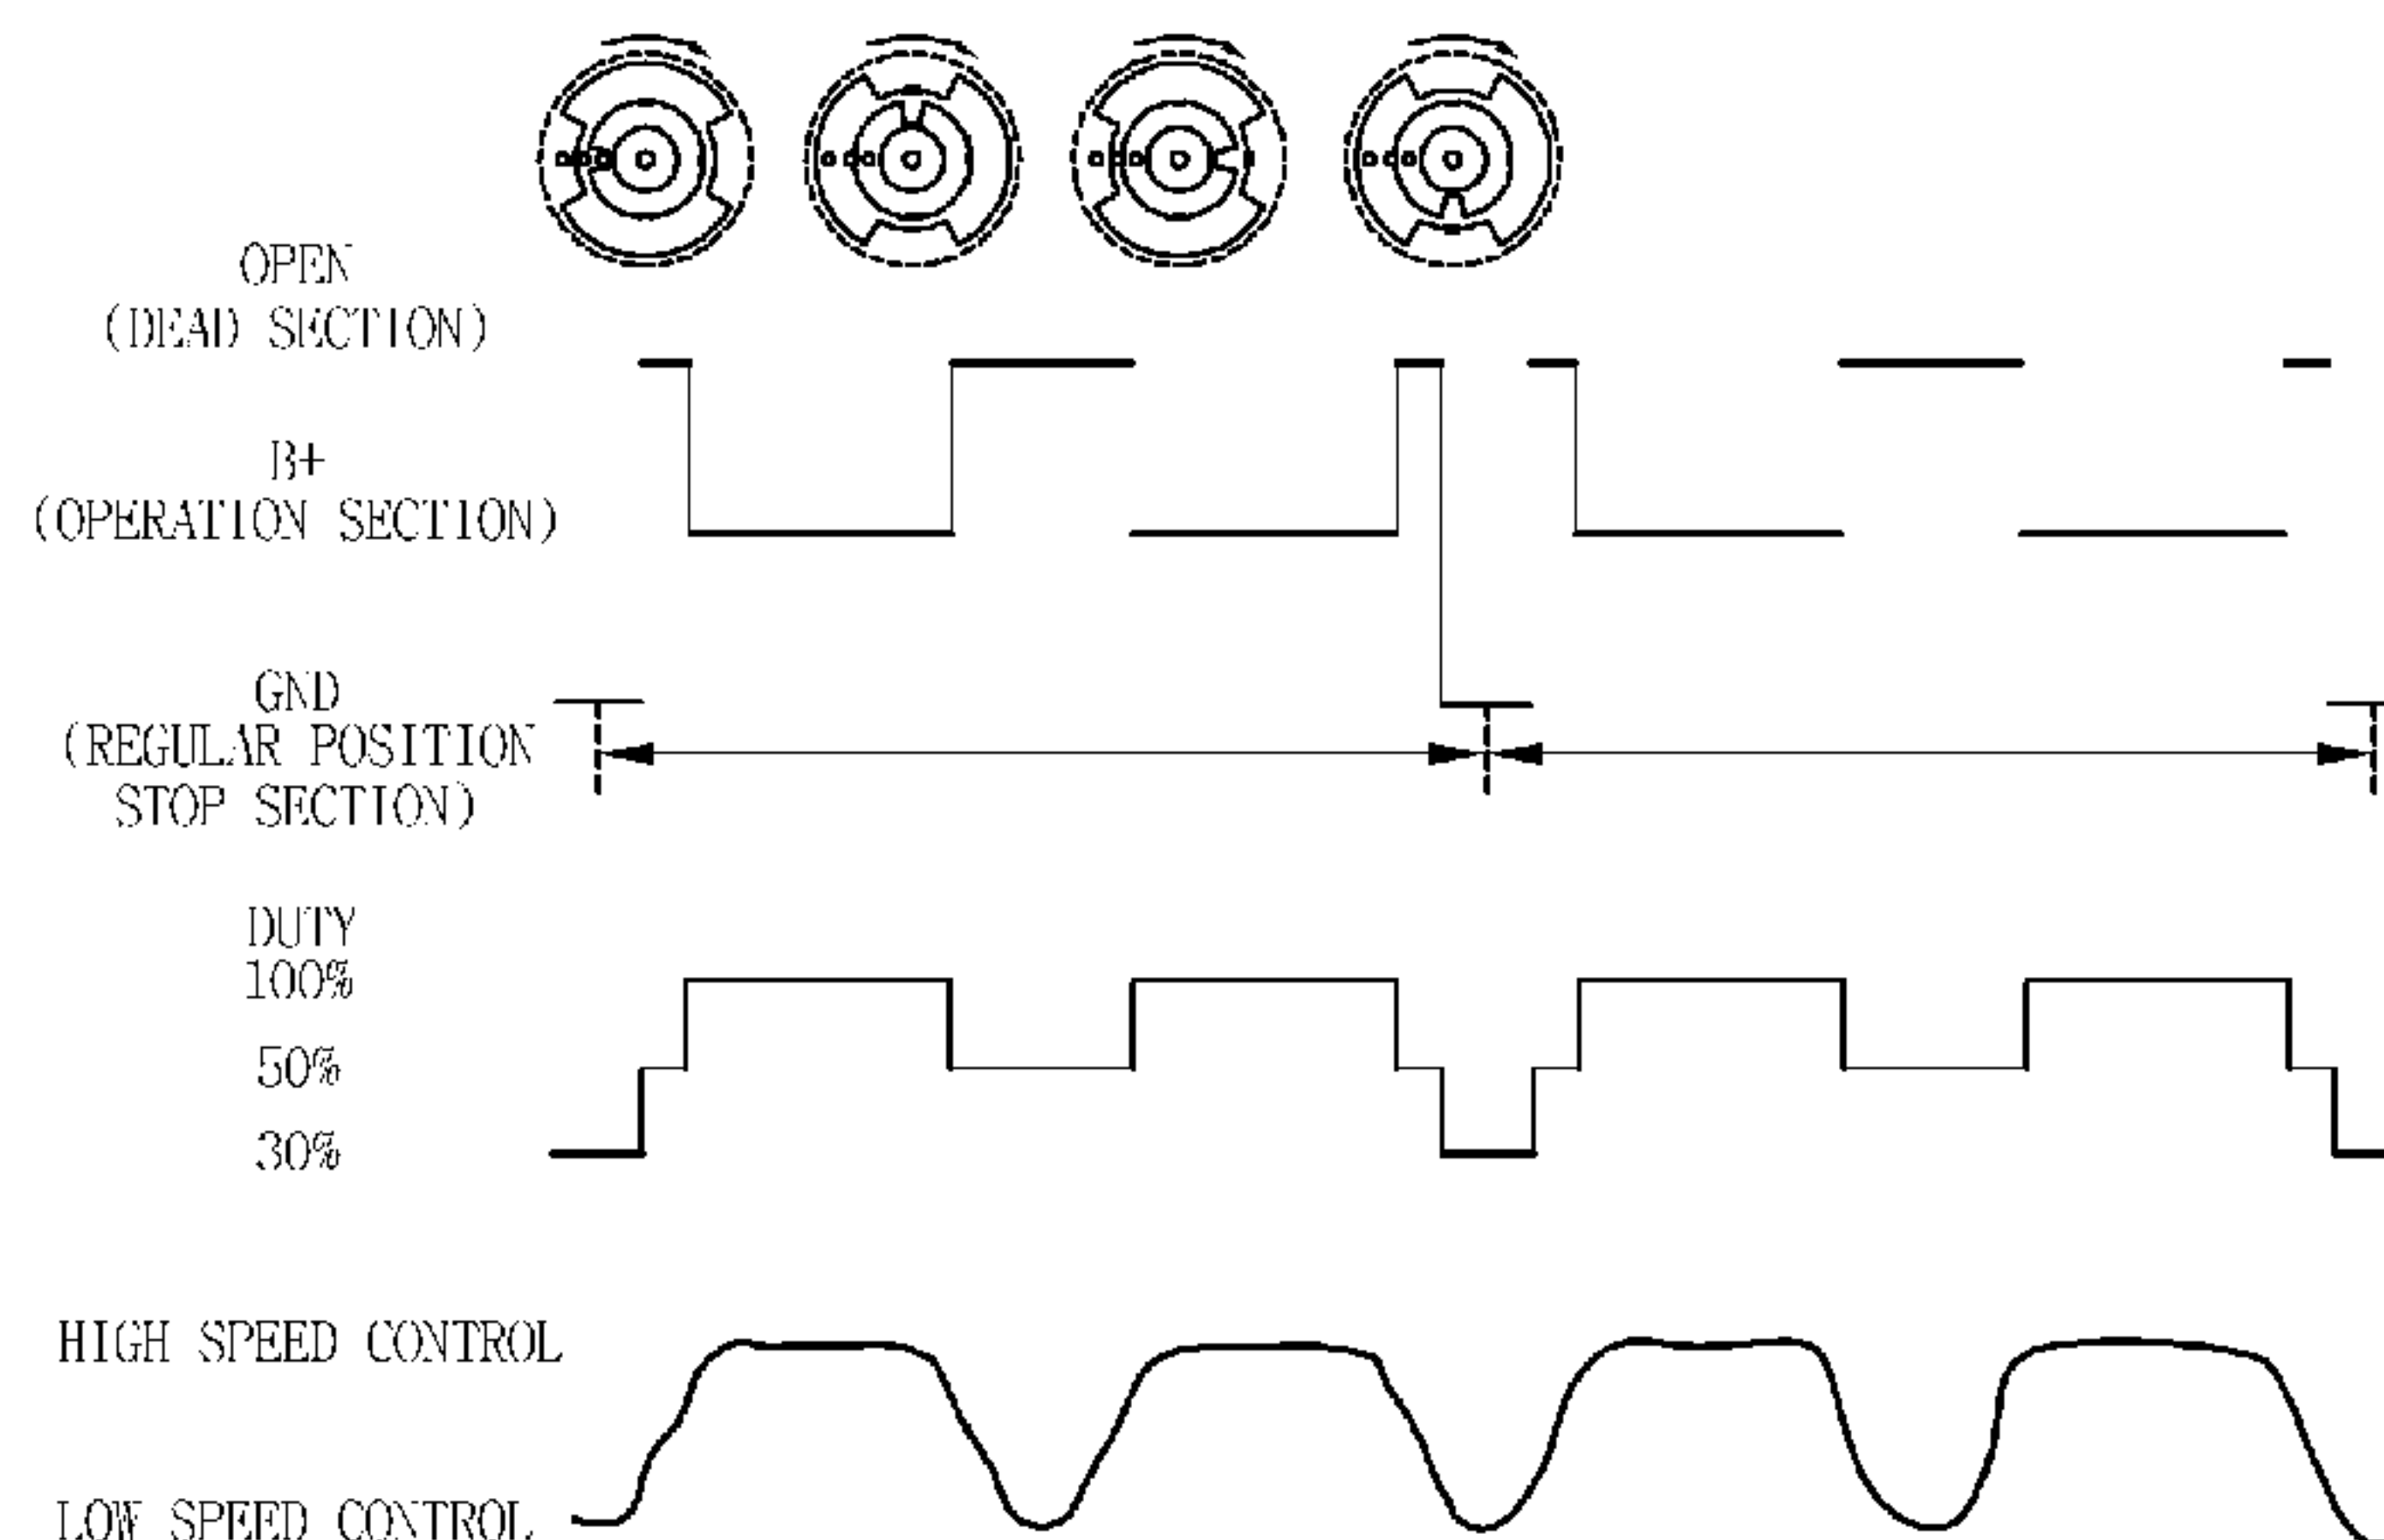 OPEN
(DEAD SECTION)
B+
(OPERATION SECTION)
GND
(REGULAR POSITION
STOP SECTION)
DUTY
100%
50%
30%
HIGH SPEED CONTROL
LOW SPEED CONTROL